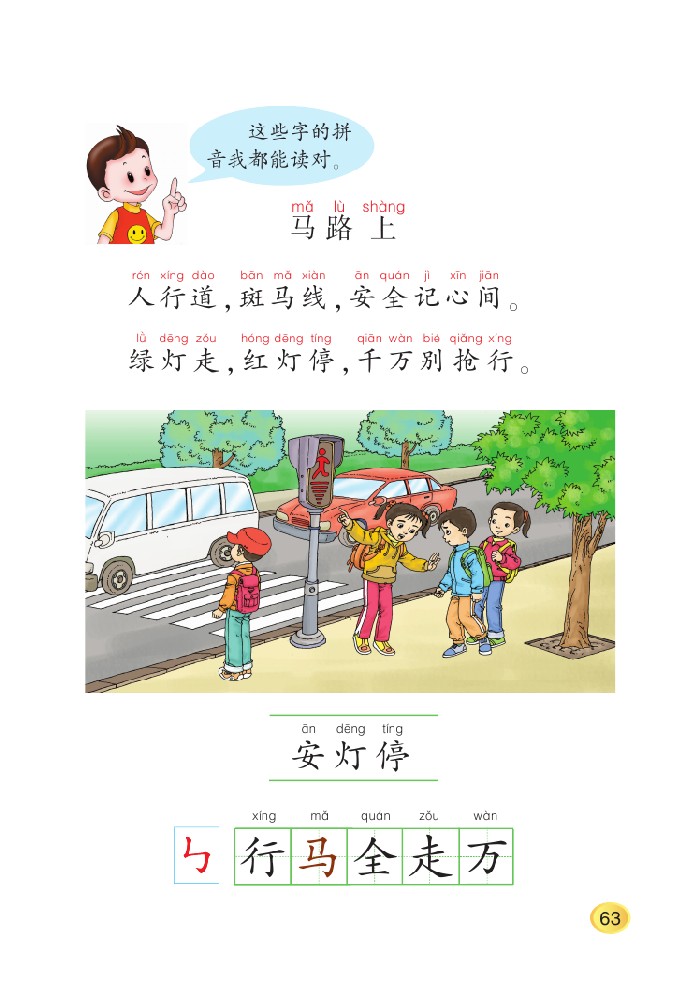 这些字的拼
音我都能读对。
mǎ lù shàng
马路上
rén xíng dào bān mǎ xiàn ān quán jì xīn jiān
人行道，斑马线，安全记心间。
lǜ dēng zǒu hóng dēng tíng qiān wàn bié qiǎng xíng
绿灯走，红灯停，千万别抢行。
ān dēng tíng
安灯停
xíng mǎ quán zǒu wàn
㇉ 行马全走万
63